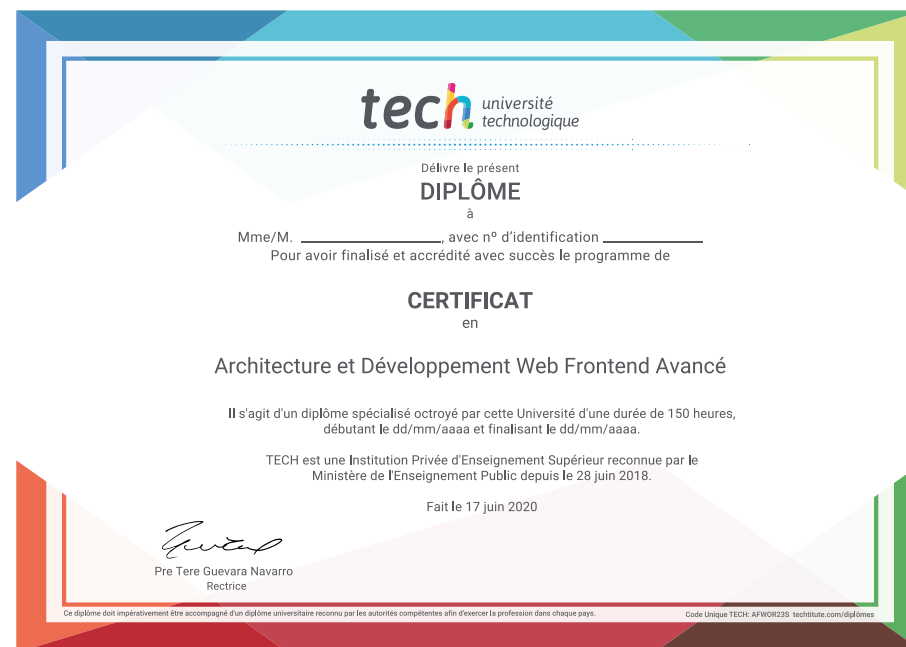 tech université
technologique
Délivre le présent
DIPLÔME
à
Mme/M. ____________________, avec nº d'identification ______________
Pour avoir finalisé et accrédité avec succès le programme de
CERTIFICAT
en
Architecture et Développement Web Frontend Avancé
Il s'agit d'un diplôme spécialisé octroyé par cette Université d'une durée de 150 heures,
débutant le dd/mm/aaaa et finalisant le dd/mm/aaaa.
TECH est une Institution Privée d'Enseignement Supérieur reconnue par le
Ministère de l'Enseignement Public depuis le 28 juin 2018.
Fait le 17 juin 2020
Pre Tere Guevara Navarro
Rectrice
Ce diplôme doit impérativement être accompagné d'un diplôme universitaire reconnu par les autorités compétentes afin d'exercer la profession dans chaque pays.
Code Unique TECH: AFWOR23S techtitute.com/diplômes